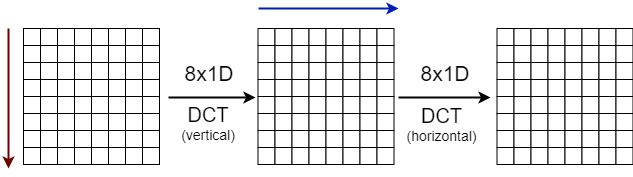 8x1D
DCT
(vertical)
8x1D
DCT
(horizontal)